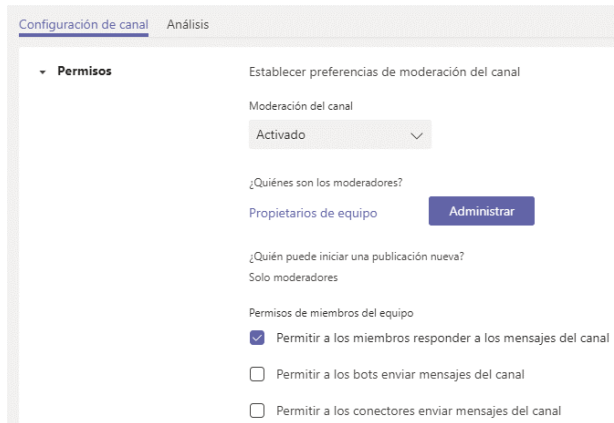 Configuración de canal Análisis
Permisos Establecer preferencias de moderación del canal
Moderación del canal
Activado
¿Quiénes son los moderadores?
Propietarios de equipo Administrar
¿Quién puede iniciar una publicación nueva?
Solo moderadores
Permisos de miembros del equipo
Permitir a los miembros responder a los mensajes del canal
Permitir a los bots enviar mensajes del canal
Permitir a los conectores enviar mensajes del canal